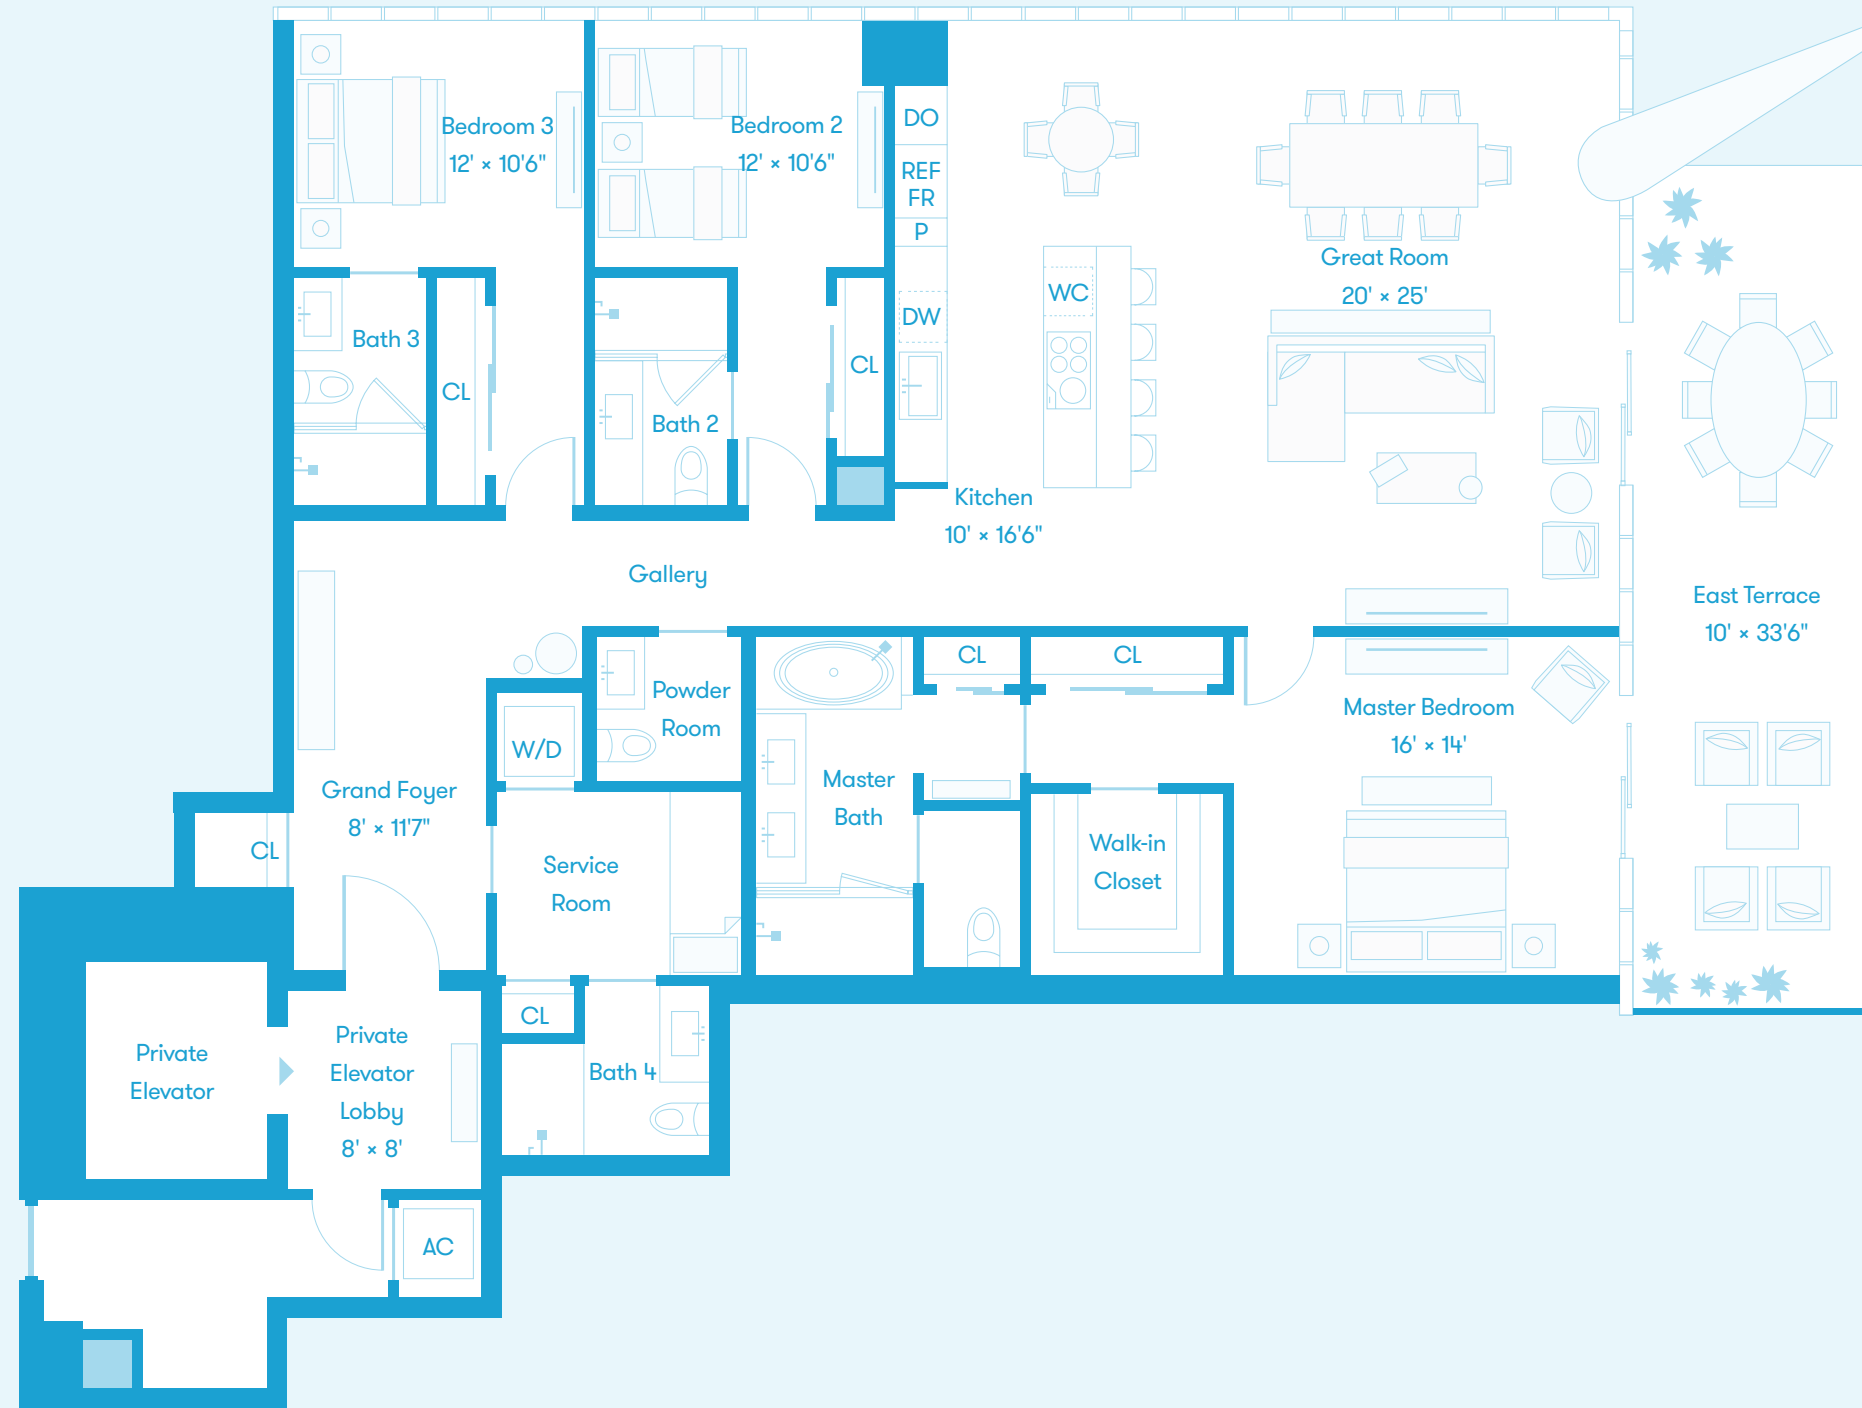 Bedroom 3
12' × 10'6"
Bedroom 2
12' × 10'6"
DO
REF
FR
P
DW
WC
Great Room
20' × 25'
Bath 3
CL
Bath 2
CL
Kitchen
10' × 16'6"
Gallery
East Terrace
10' × 33'6"
Powder
Room
W/D
CL
CL
Master Bedroom
16' × 14'
Grand Foyer
8' × 11'7"
Master
Bath
CL
Service
Room
Walk-in
Closet
CL
Private
Elevator
Private
Elevator
Lobby
8' × 8'
Bath 4
AC